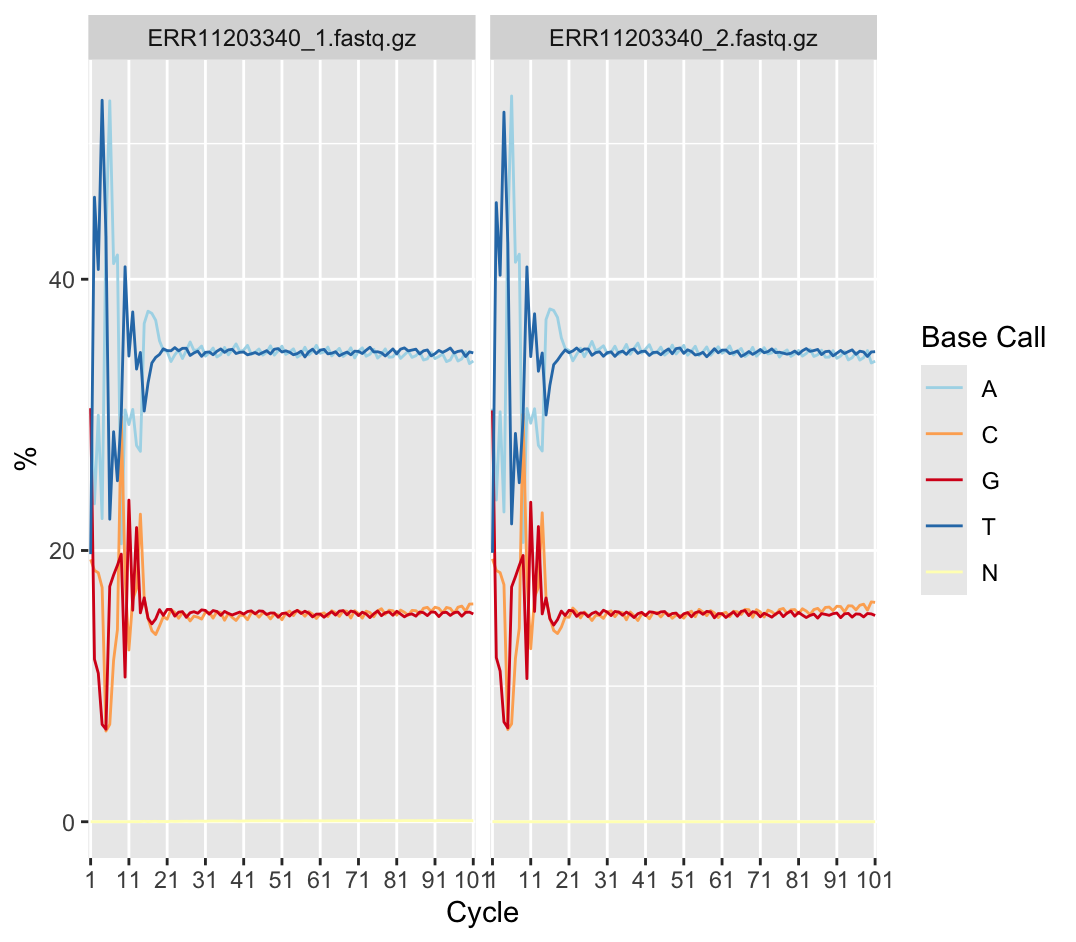 ERR11203340_1.fastq.gz ERR11203340_2.fastq.gz
%
40
20
0
1 11 21 31 41 51 61 71 81 91 101 1 11 21 31 41 51 61 71 81 91 101
Cycle
Base Call
A
C
G
T
N